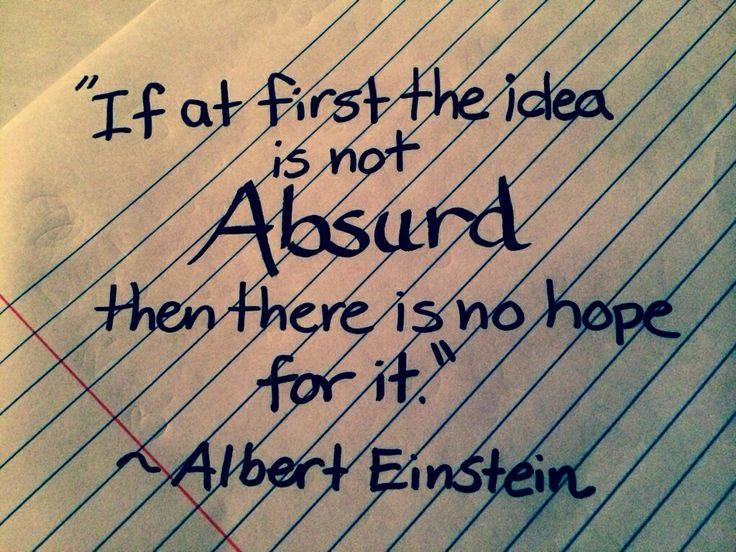 "If at first the idea
is not
Absurd
then there is no hope
for it."
~ Albert Einstein